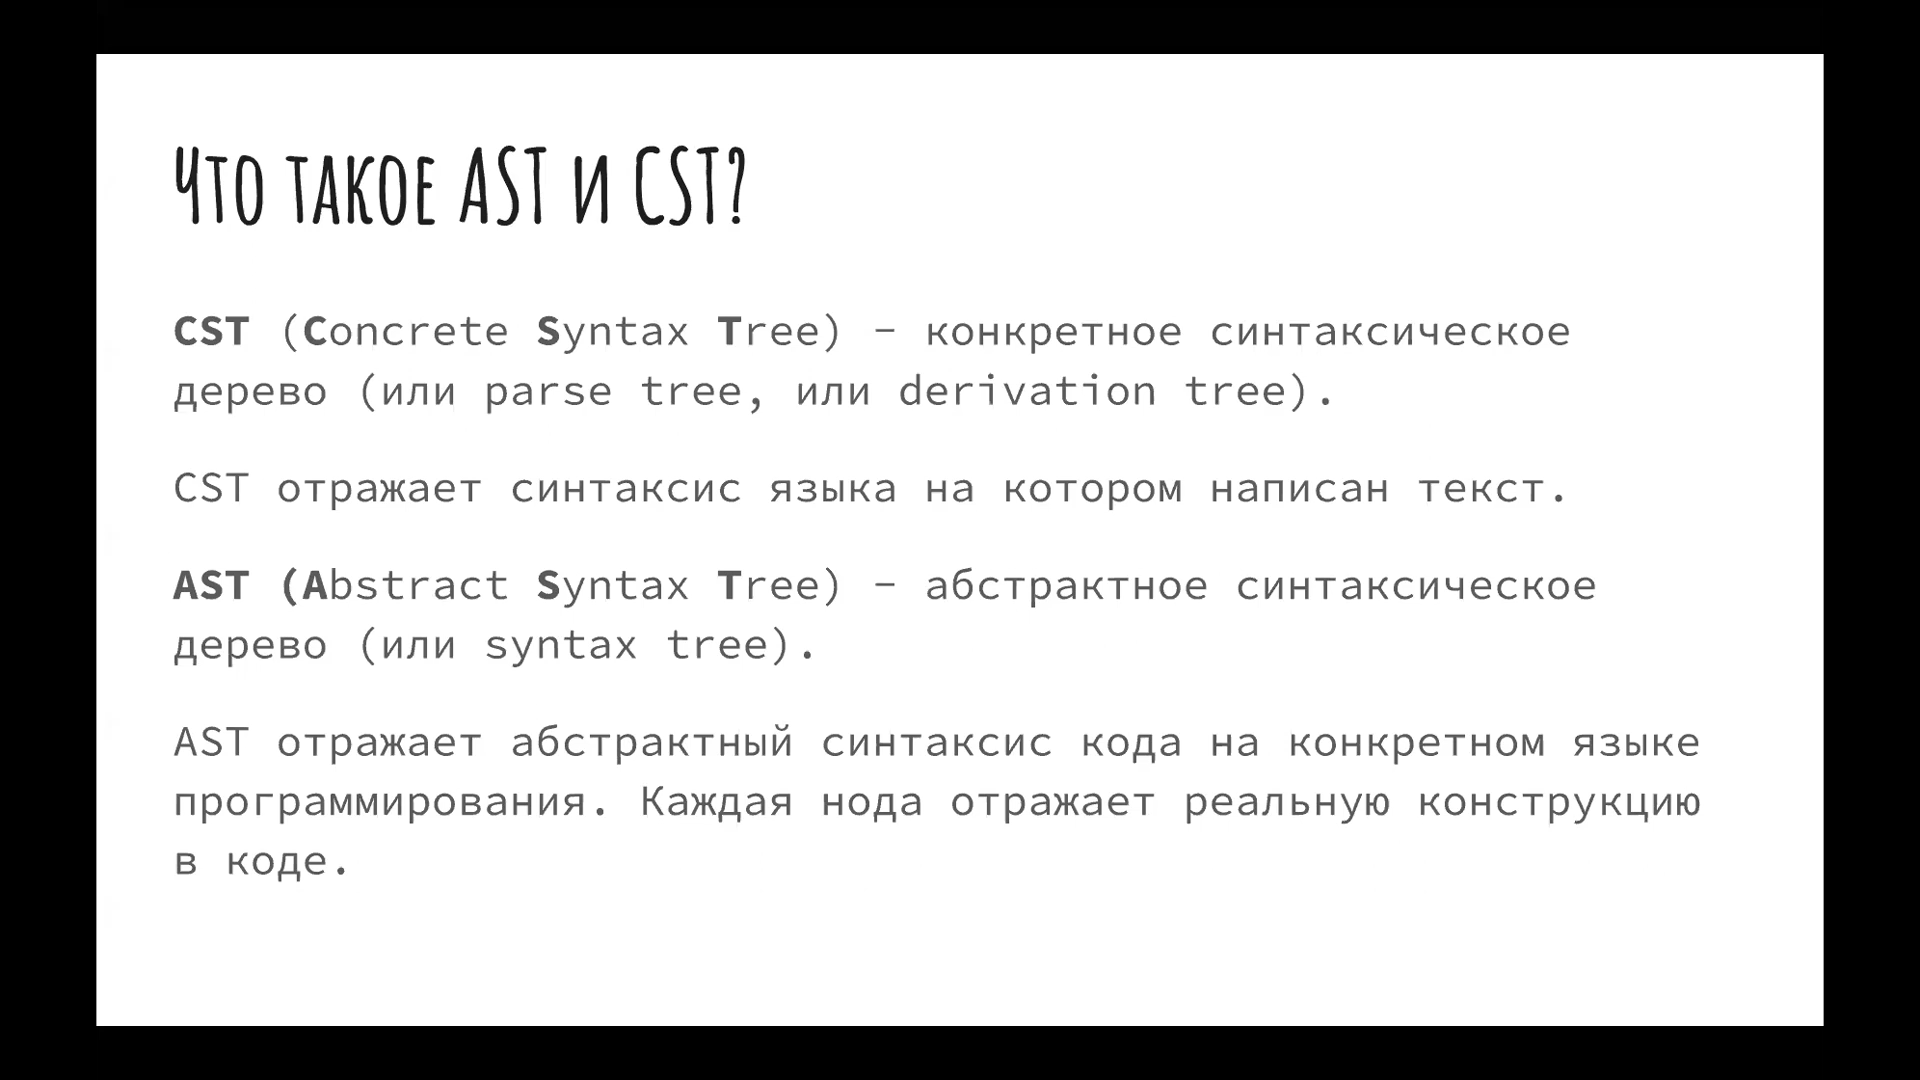 Что такое AST и CST?
CST (Concrete Syntax Tree) – конкретное синтаксическое
дерево (или parse tree, или derivation tree).
CST отражает синтаксис языка на котором написан текст.
AST (Abstract Syntax Tree) – абстрактное синтаксическое
дерево (или syntax tree).
AST отражает абстрактный синтаксис кода на конкретном языке
программирования. Каждая нода отражает реальную конструкцию
в коде.